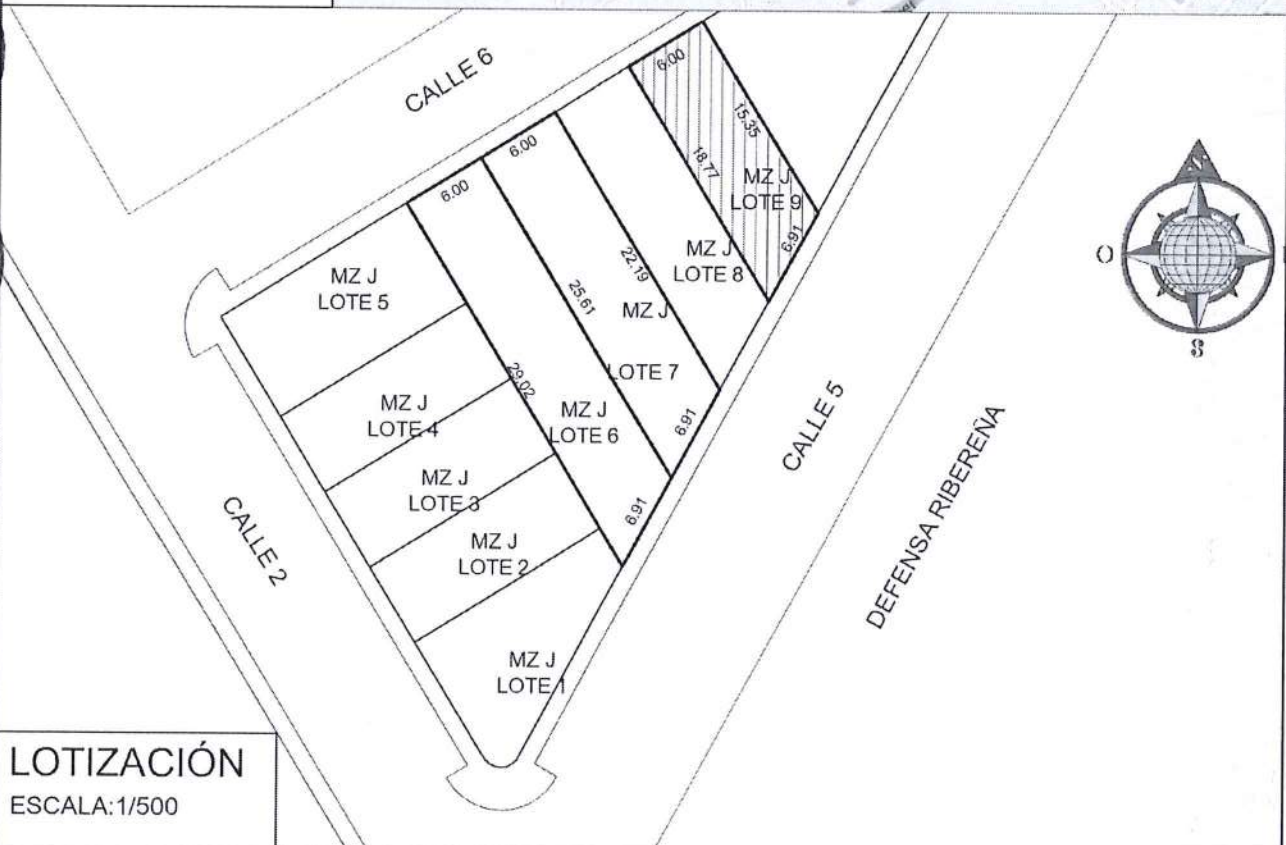 CALLE 6
6.00
15.35
18.77
MZ J
LOTE 9
6.91
6.00
22.19
MZ J
LOTE 8
6.00
25.61
MZ J
LOTE 7
6.91
MZ J
LOTE 5
29.02
MZ J
LOTE 6
6.91
MZ J
LOTE 4
MZ J
LOTE 3
MZ J
LOTE 2
MZ J
LOTE 1
CALLE 2
CALLE 5
DEFENSA RIBEREÑA
N
O
S
LOTIZACIÓN
ESCALA:1/500